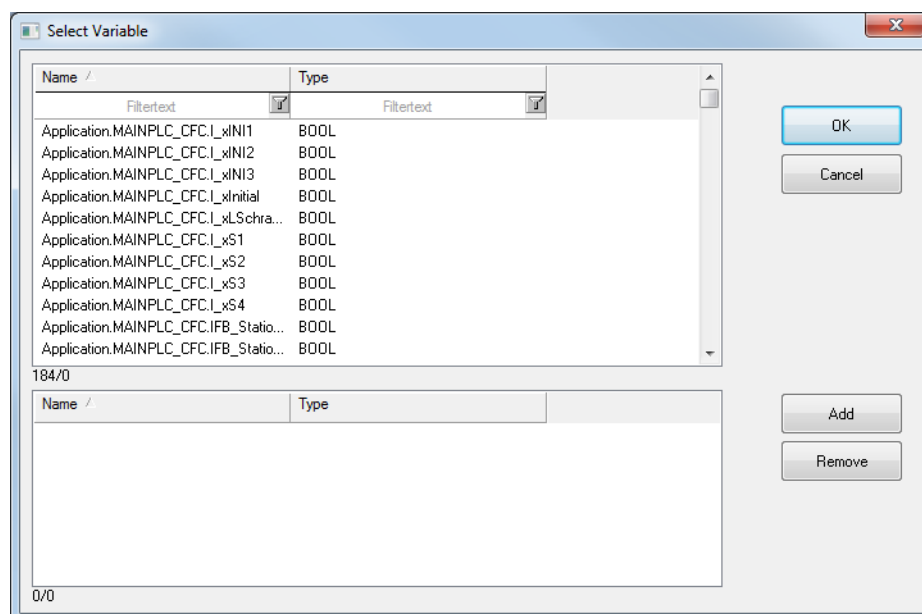 Select Variable
Name Type
Filtertext Filtertext
Application.MAINPLC_CFC.I_xINI1 BOOL
Application.MAINPLC_CFC.I_xINI2 BOOL
Application.MAINPLC_CFC.I_xINI3 BOOL
Application.MAINPLC_CFC.I_xInitial BOOL
Application.MAINPLC_CFC.I_xLSchra... BOOL
Application.MAINPLC_CFC.I_xS1 BOOL
Application.MAINPLC_CFC.I_xS2 BOOL
Application.MAINPLC_CFC.I_xS3 BOOL
Application.MAINPLC_CFC.I_xS4 BOOL
Application.MAINPLC_CFC.IFB_Statio... BOOL
Application.MAINPLC_CFC.IFB_Statio... BOOL
184/0
OK
Cancel
Name Type
0/0
Add
Remove